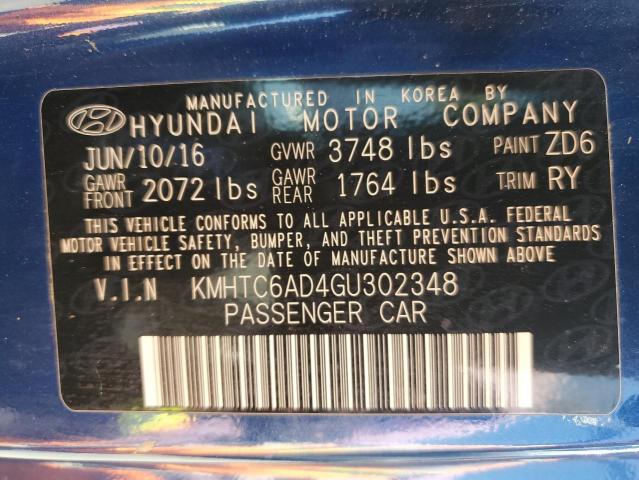 MANUFACTURED IN KOREA BY
HYUNDAI MOTOR COMPANY
JUN/10/16 GVWR 3748 lbs PAINT ZD6
GAWR FRONT 2072 lbs GAWR REAR 1764 lbs TRIM RY
THIS VEHICLE CONFORMS TO ALL APPLICABLE U.S.A. FEDERAL
MOTOR VEHICLE SAFETY, BUMPER, AND THEFT PREVENTION STANDARDS
IN EFFECT ON THE DATE OF MANUFACTURE SHOWN ABOVE
V.I.N KMHTC6AD4GU302348
PASSENGER CAR